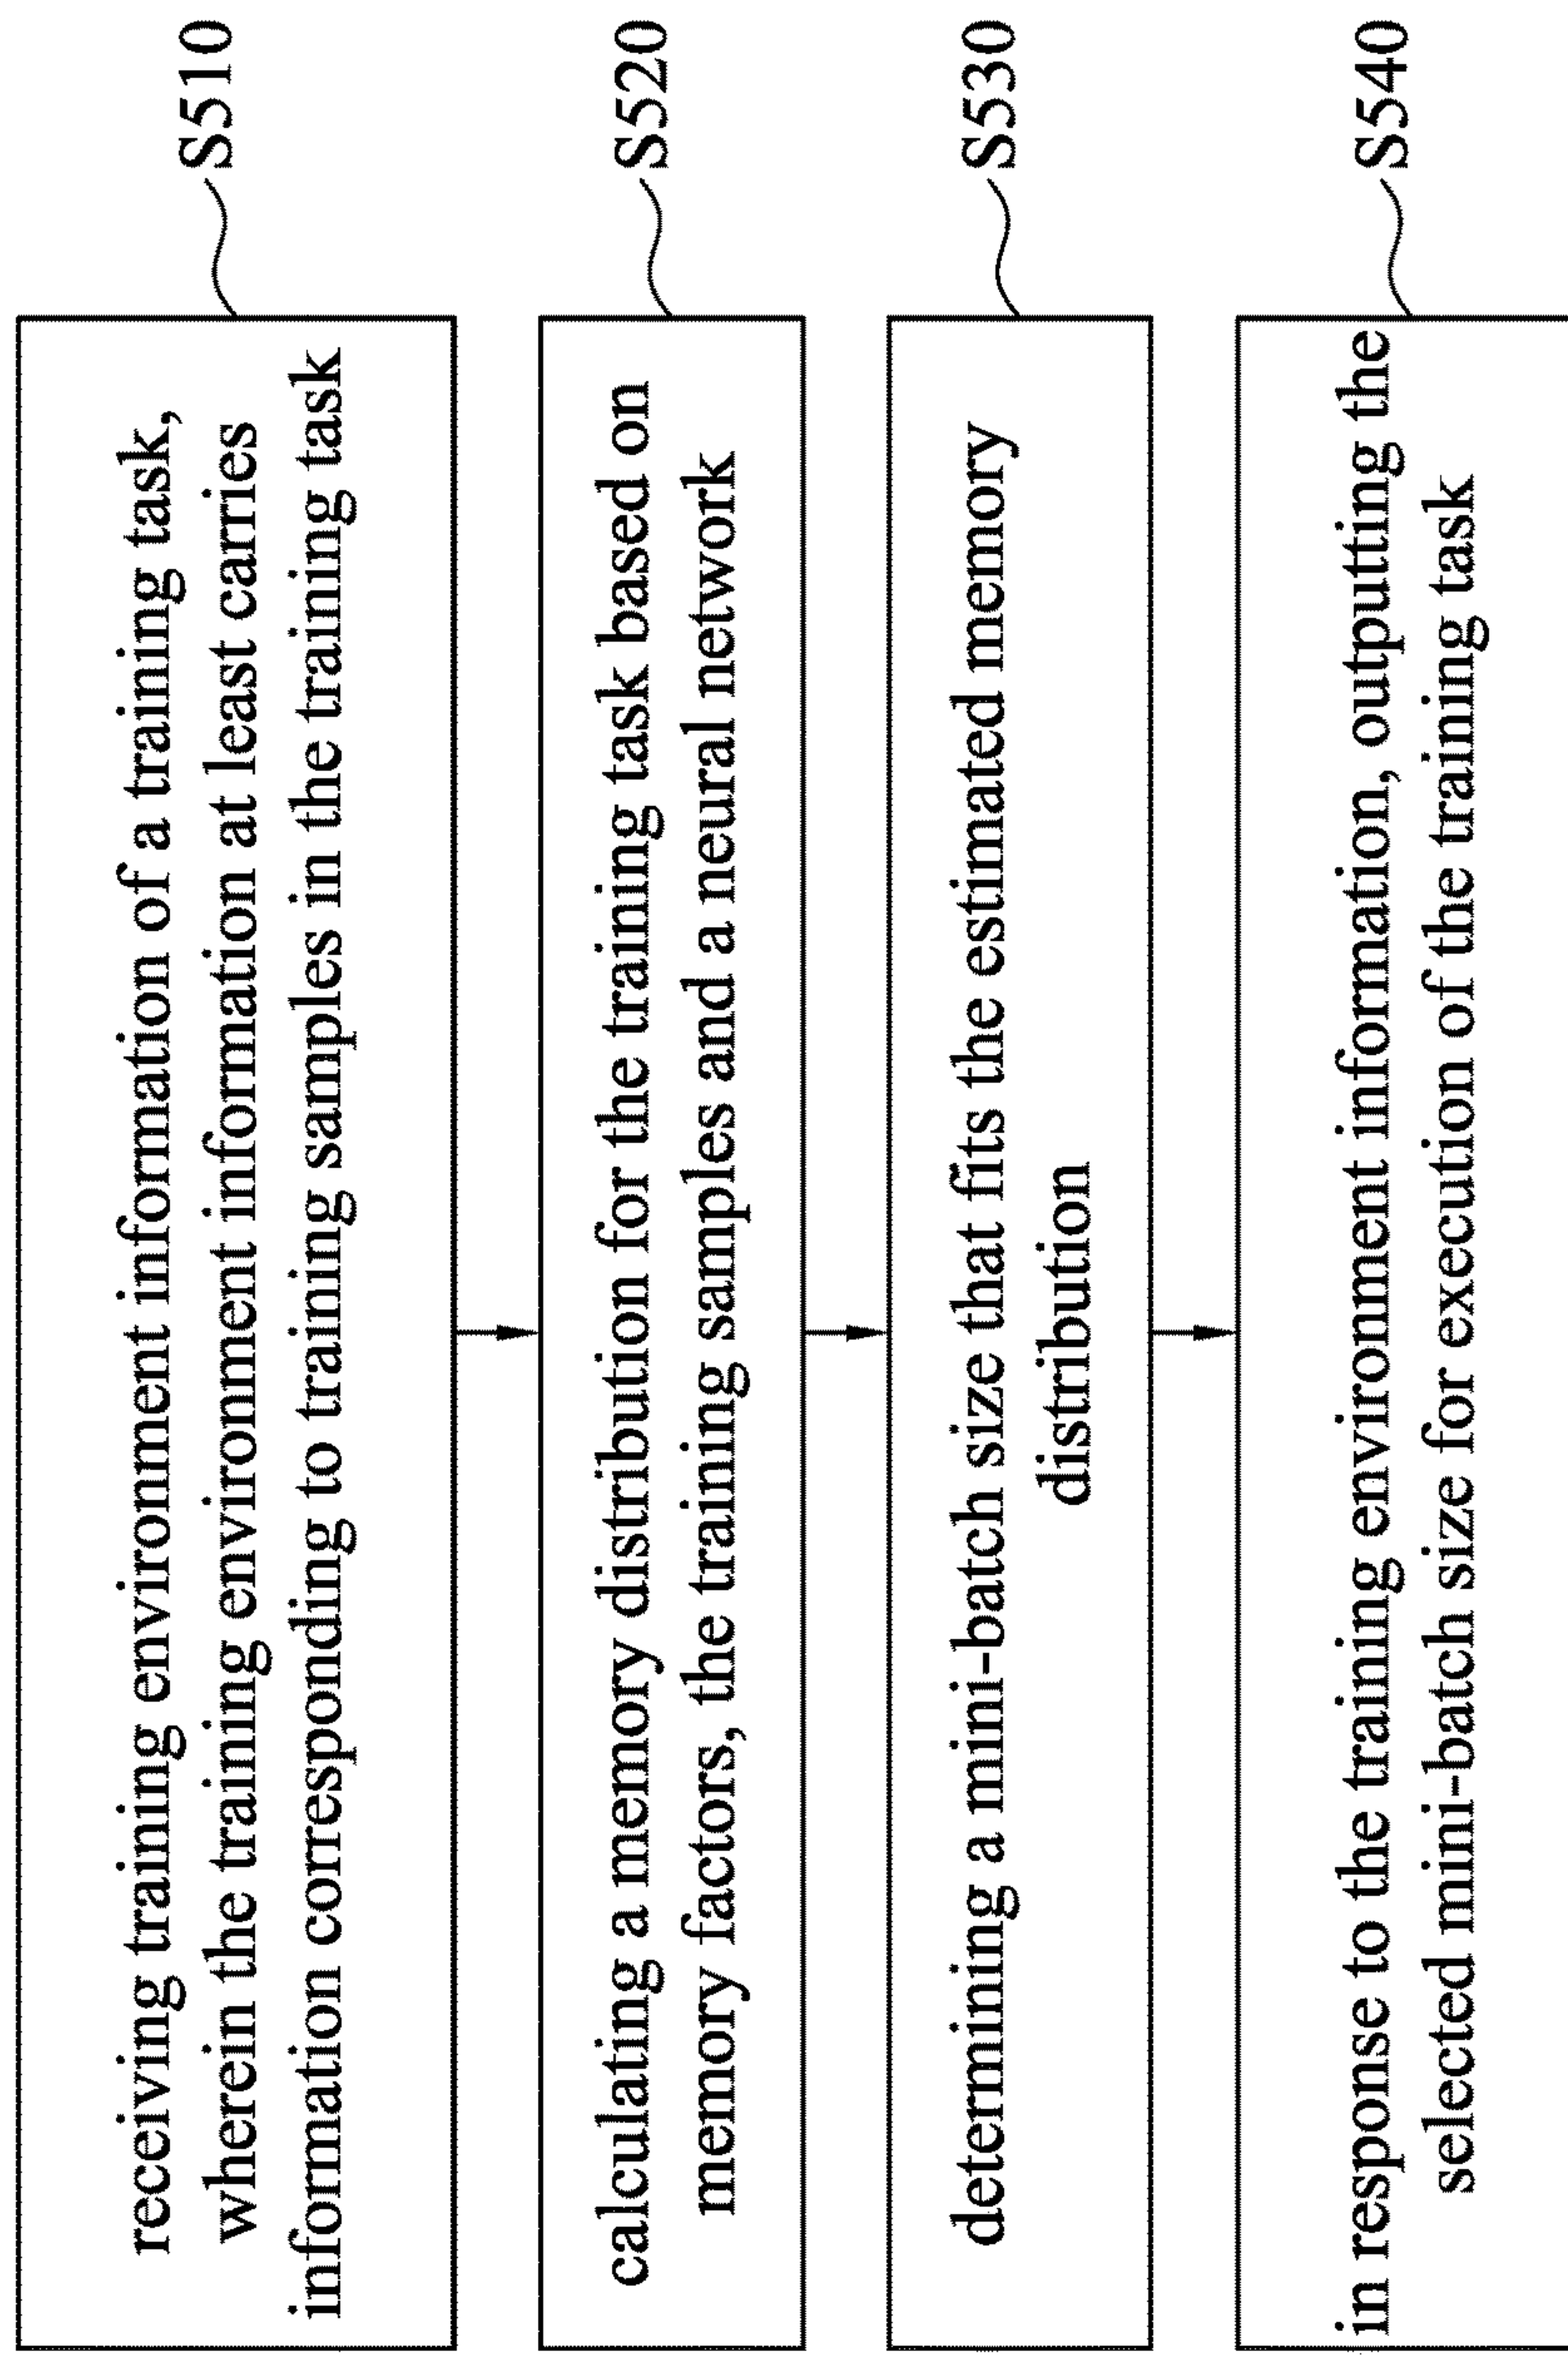 receiving training environment information of a training task,
wherein the training environment information at least carries
information corresponding to training samples in the training task
S510
calculating a memory distribution for the training task based on
memory factors, the training samples and a neural network
S520
determining a mini-batch size that fits the estimated memory
distribution
S530
in response to the training environment information, outputting the
selected mini-batch size for execution of the training task
S540